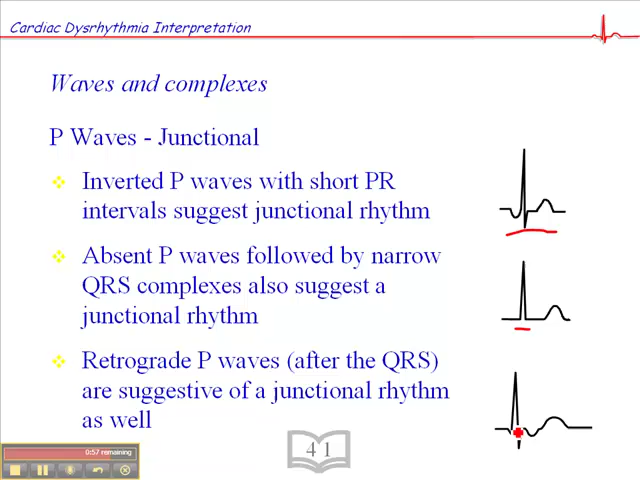 Cardiac Dysrhythmia Interpretation
Waves and complexes
P Waves - Junctional
Inverted P waves with short PR
intervals suggest junctional rhythm
Absent P waves followed by narrow
QRS complexes also suggest a
junctional rhythm
Retrograde P waves (after the QRS)
are suggestive of a junctional rhythm
as well
0:57 remaining
41